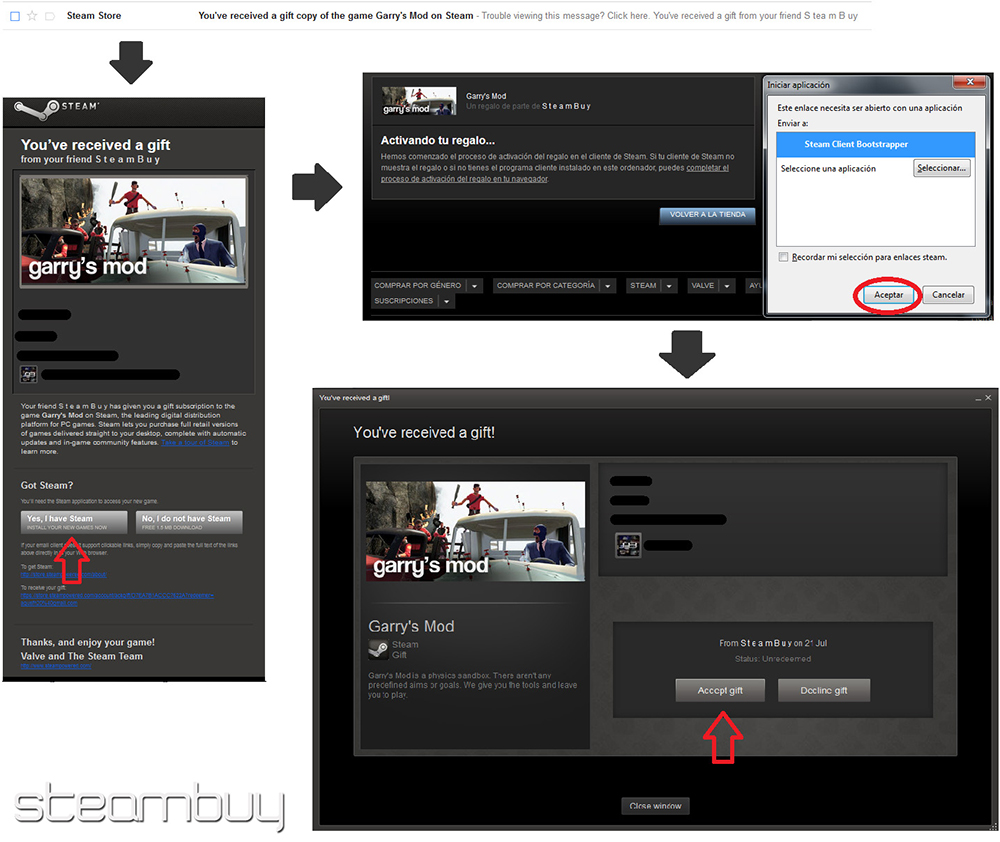 Steam Store You've received a gift copy of the game Garry's Mod on Steam - Trouble viewing this message? Click here. You've received a gift from your friend S tea m B uy
STEAM
You've received a gift
from your friend S t e a m B u y
garry's mod
Your friend S t e a m B u y has given you a gift subscription to the
game Garry's Mod on Steam, the leading digital distribution
platform for PC games. Steam lets you purchase full retail versions
of games delivered straight to your desktop, complete with automatic
updates and in-game community features. Take a tour of Steam to
learn more.
Got Steam?
You'll need the Steam application to access your new game.
Yes, I have Steam
INSTALL YOUR NEW GAMES NOW
No, I do not have Steam
FREE 1.5 MB DOWNLOAD
If your email client doesn't support clickable links, simply copy and paste the full text of the links
above directly into your Web browser.
To get Steam:
To receive your gift:
Thanks, and enjoy your game!
Valve and The Steam Team
garry's mod
Garry's Mod
Un regalo de parte de S t e a m B u y
Activando tu regalo...
Hemos comenzado el proceso de activación del regalo en el cliente de Steam. Si tu cliente de Steam no
muestra el regalo o si no tienes el programa cliente instalado en este ordenador, puedes completar el
proceso de activación del regalo en tu navegador.
VOLVER A LA TIENDA
COMPRAR POR GÉNERO COMPRAR POR CATEGORÍA STEAM VALVE AYU
SUSCRIPCIONES
Iniciar aplicación
Este enlace necesita ser abierto con una aplicación
Enviar a:
Steam Client Bootstrapper
Seleccione una aplicación Seleccionar...
Recordar mi selección para enlaces steam.
Aceptar Cancelar
You've received a gift!
You've received a gift!
garry's mod
Garry's Mod
Steam
Gift
Garry's Mod is a physics sandbox. There aren't any
predefined aims or goals. We give you the tools and leave
you to play.
From S t e a m B u y on 21 Jul
Status: Unredeemed
Accept gift Decline gift
Close window
steambuy